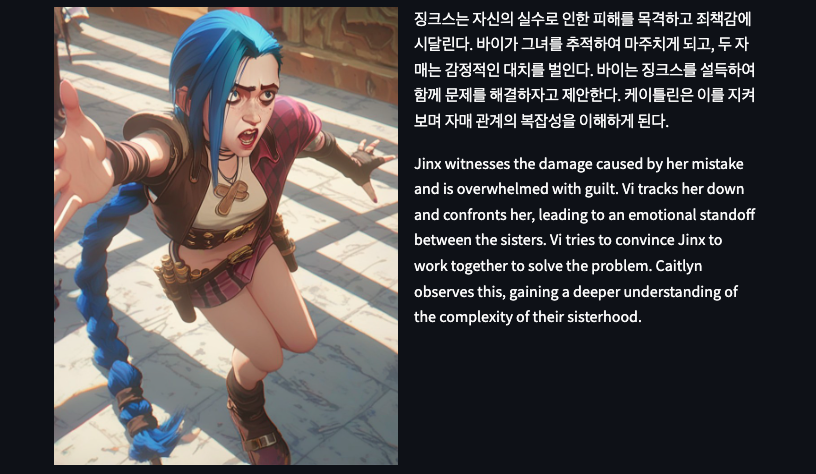 징크스는 자신의 실수로 인한 피해를 목격하고 죄책감에
시달린다. 바이가 그녀를 추적하여 마주치게 되고, 두 자
매는 감정적인 대치를 벌인다. 바이는 징크스를 설득하여
함께 문제를 해결하자고 제안한다. 케이틀린은 이를 지켜
보며 자매 관계의 복잡성을 이해하게 된다.
Jinx witnesses the damage caused by her mistake
and is overwhelmed with guilt. Vi tracks her down
and confronts her, leading to an emotional standoff
between the sisters. Vi tries to convince Jinx to
work together to solve the problem. Caitlyn
observes this, gaining a deeper understanding of
the complexity of their sisterhood.